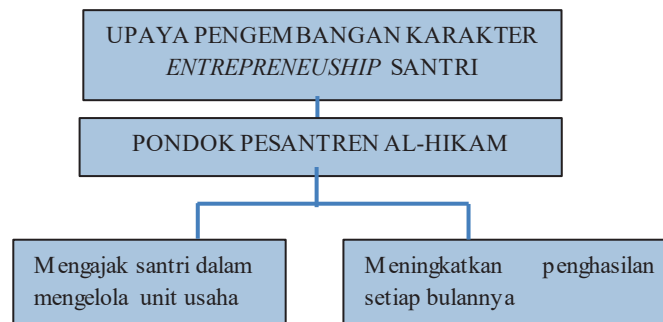 UPAYA PENGEMBANGAN KARAKTER
ENTREPRENEUSHIP SANTRI
PONDOK PESANTREN AL-HIKAM
Mengajak santri dalam
mengelola unit usaha
Meningkatkan penghasilan
setiap bulannya